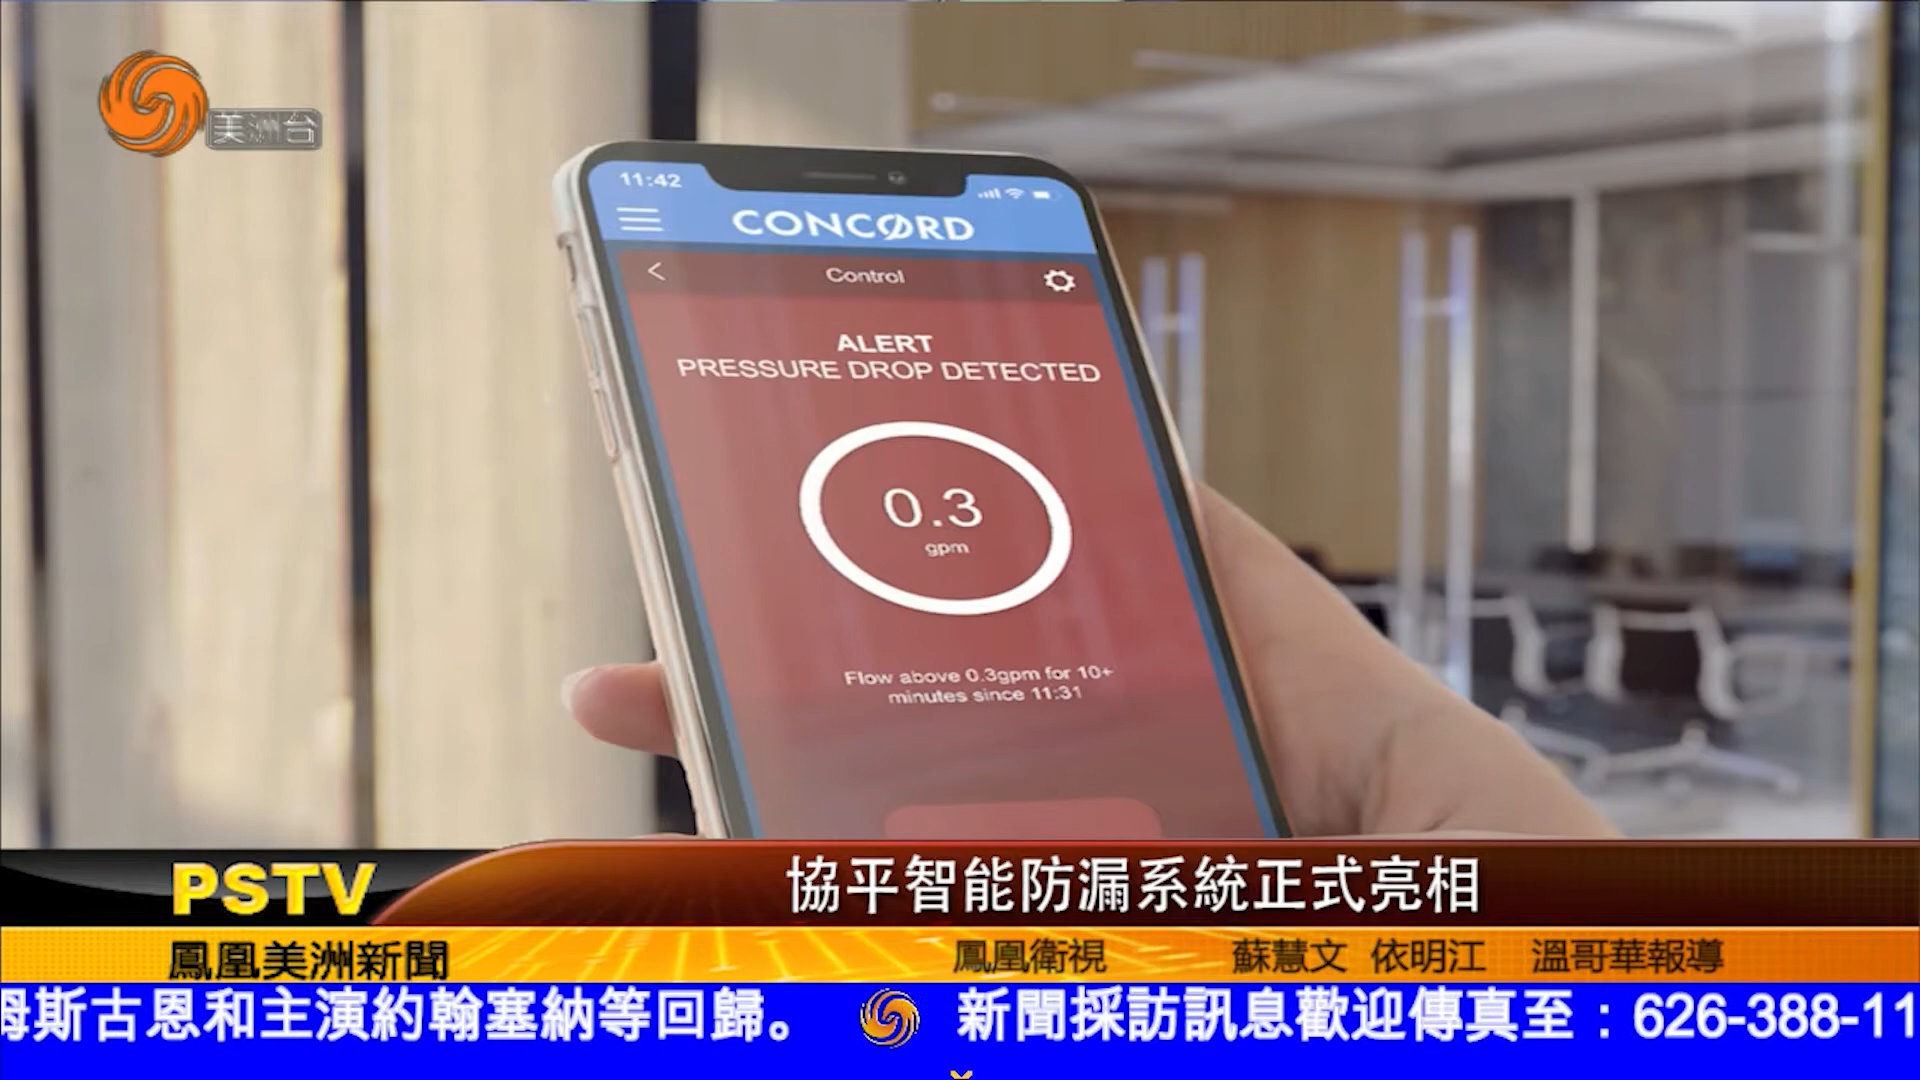 美洲台
11:42
CONCØRD
Control
ALERT
PRESSURE DROP DETECTED
0.3
gpm
Flow above 0.3gpm for 10+
minutes since 11:31
PSTV
協平智能防漏系統正式亮相
鳳凰美洲新聞
鳳凰衛視 蘇慧文 依明江 溫哥華報導
姆斯古恩和主演約翰塞納等回歸。 新聞採訪訊息歡迎傳真至：626-388-11